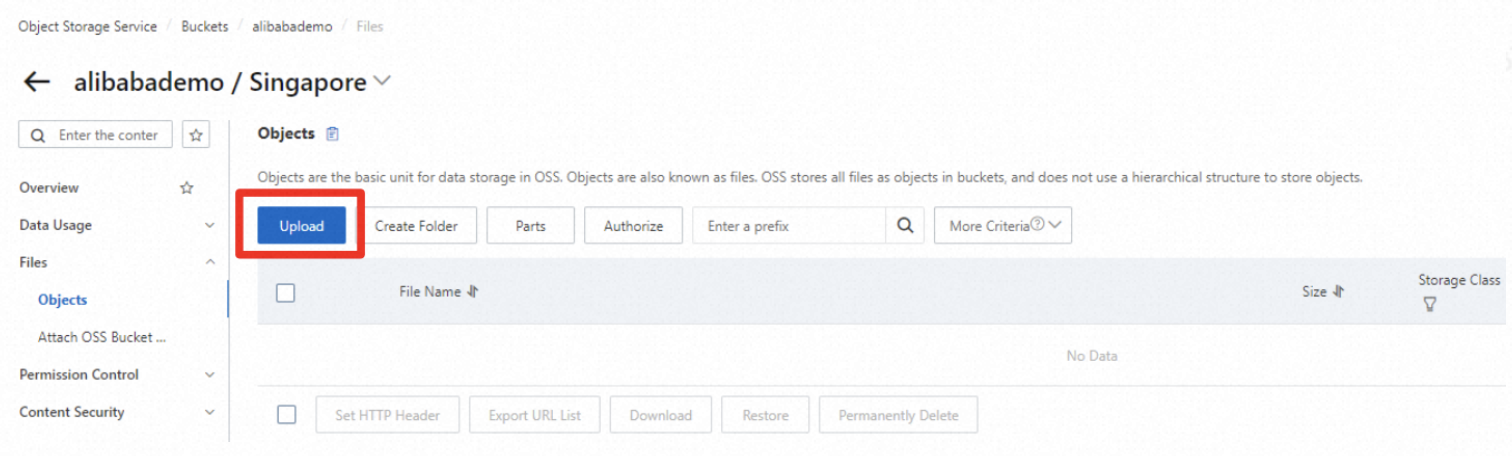 Object Storage Service / Buckets / alibabademo / Files
alibabademo / Singapore
Enter the conter
Objects
Overview
Objects are the basic unit for data storage in OSS. Objects are also known as files. OSS stores all files as objects in buckets, and does not use a hierarchical structure to store objects.
Data Usage
Upload Create Folder Parts Authorize Enter a prefix More Criteria
Files
Objects
File Name Size Storage Class
Attach OSS Bucket ...
No Data
Permission Control
Content Security
Set HTTP Header Export URL List Download Restore Permanently Delete